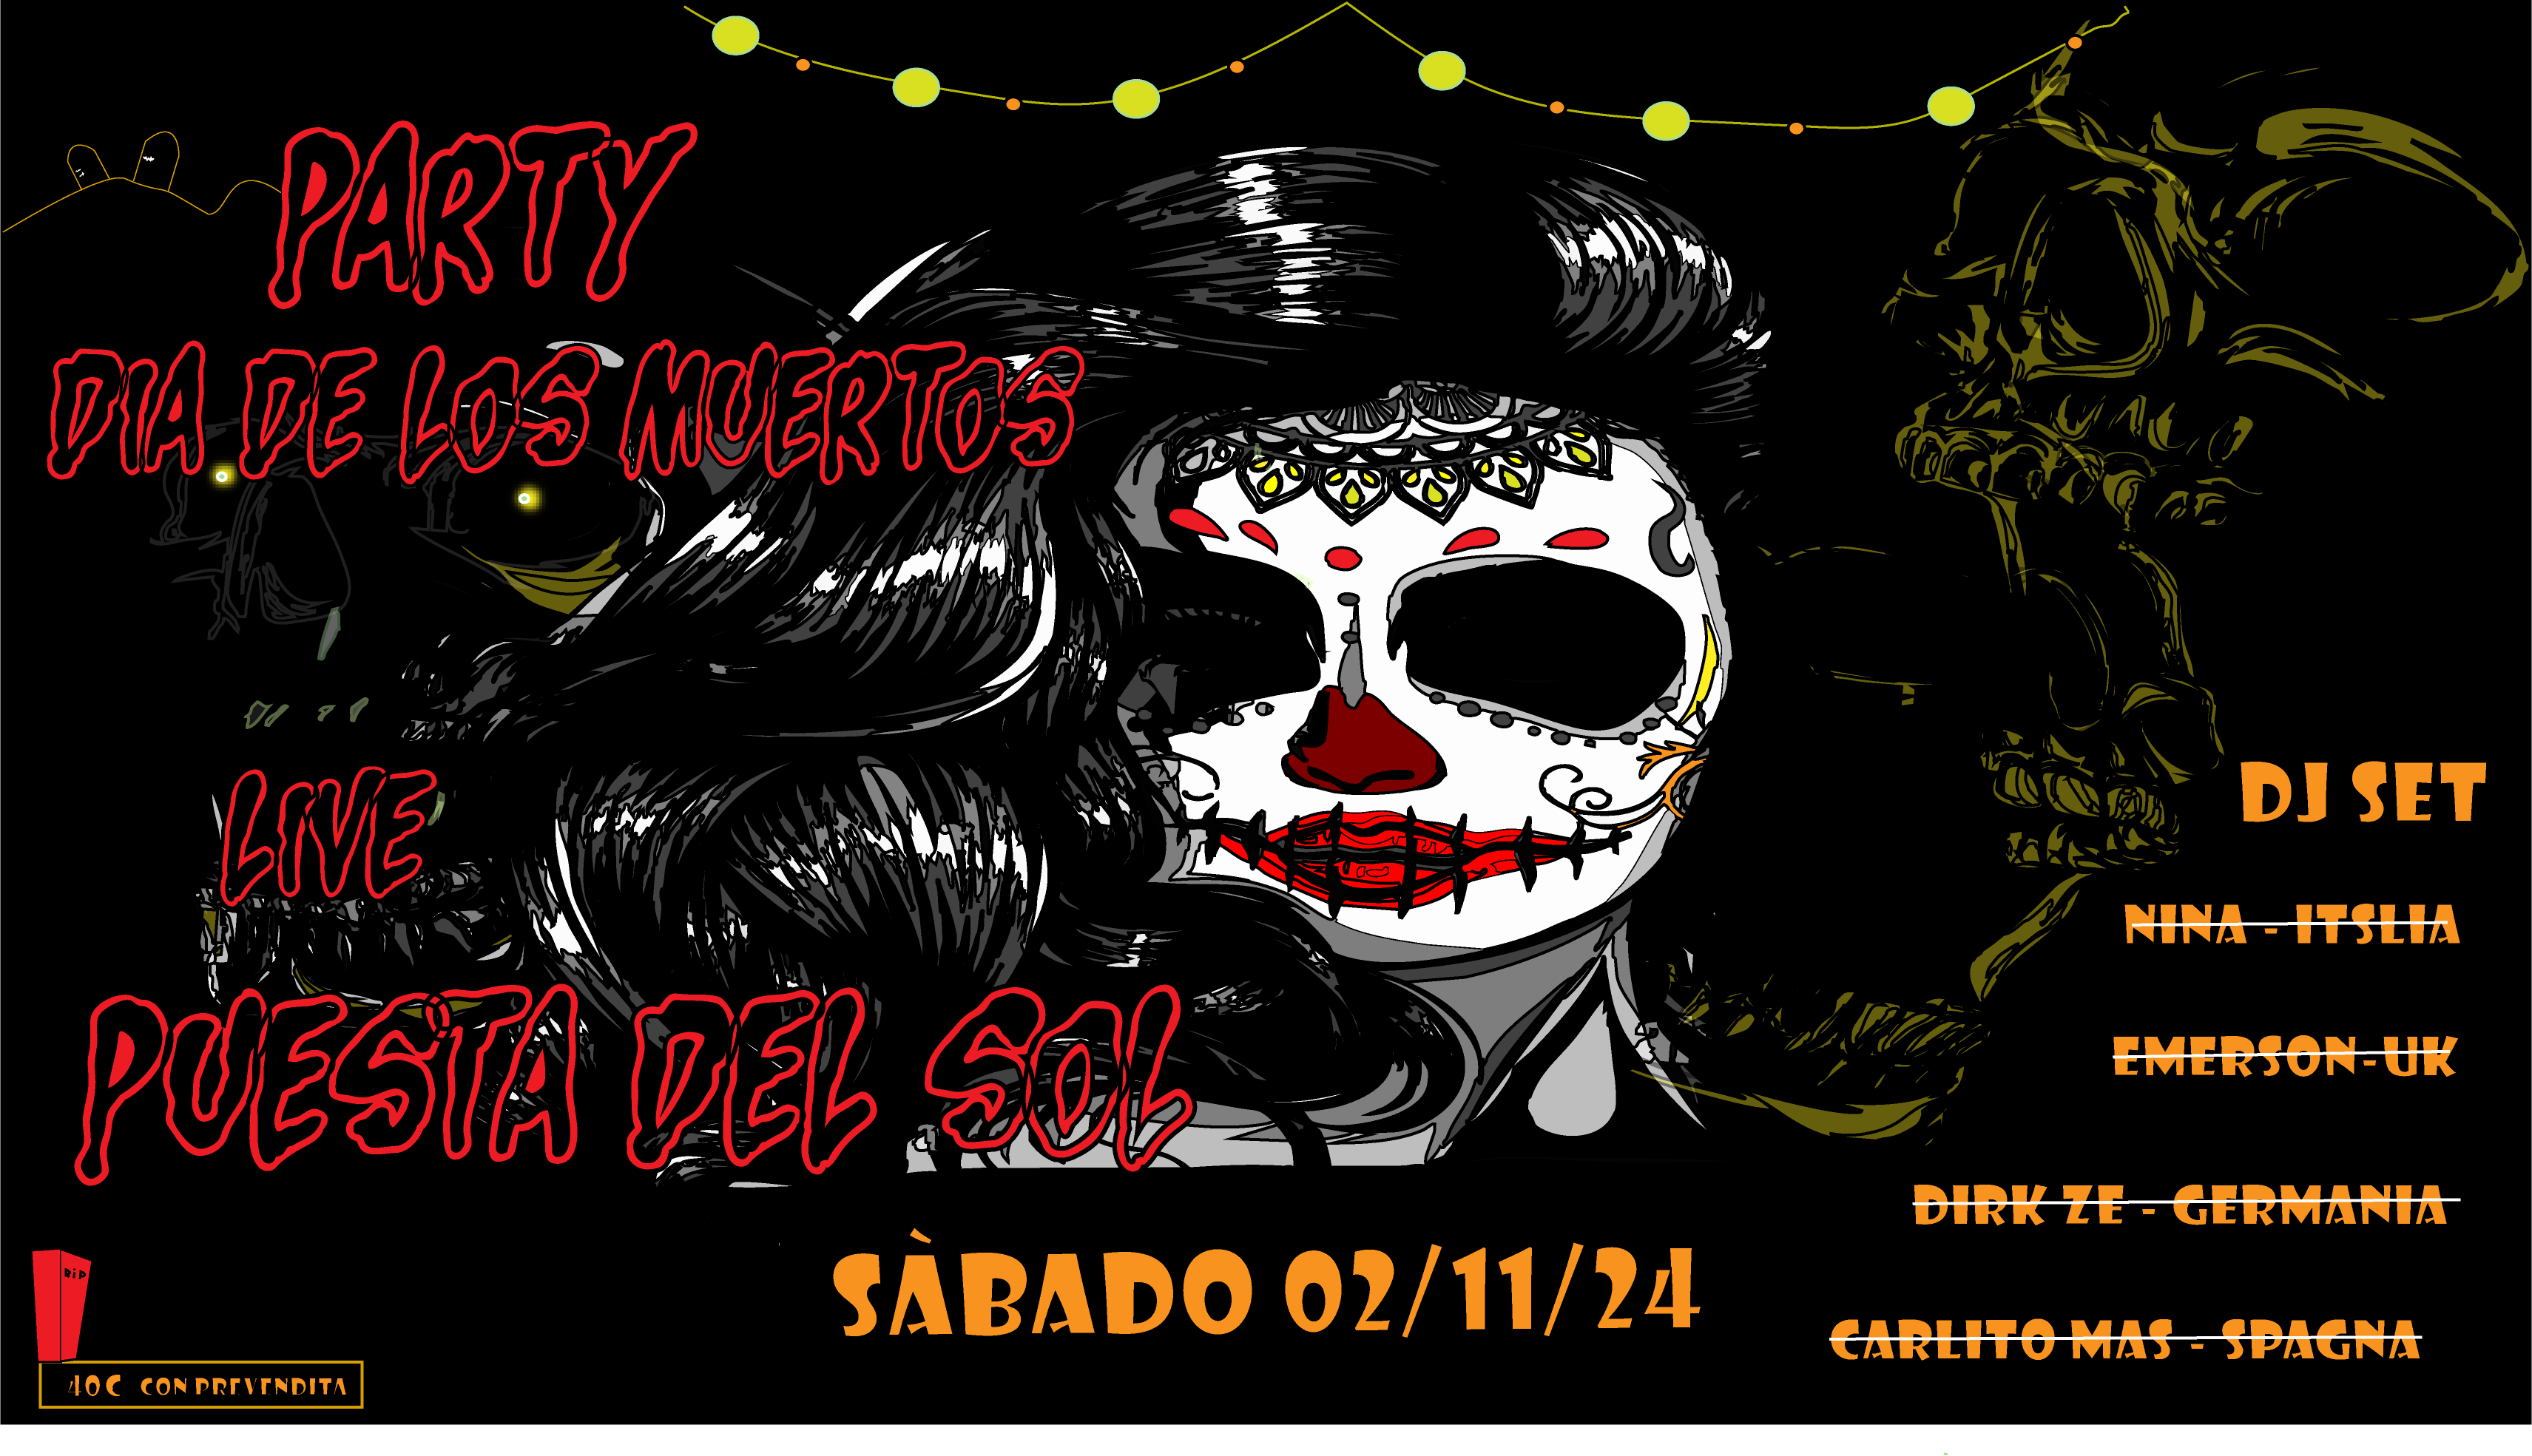 PARTY
DIA DE LOS MUERTOS
LIVE
PUESTA DEL SOL
DJ SET
NINA - ITSLIA
EMERSON-UK
DIRK ZE - GERMANIA
CARLITO MAS - SPAGNA
SÀBADO 02/11/24
RiP
40€ CON PREVENDITA